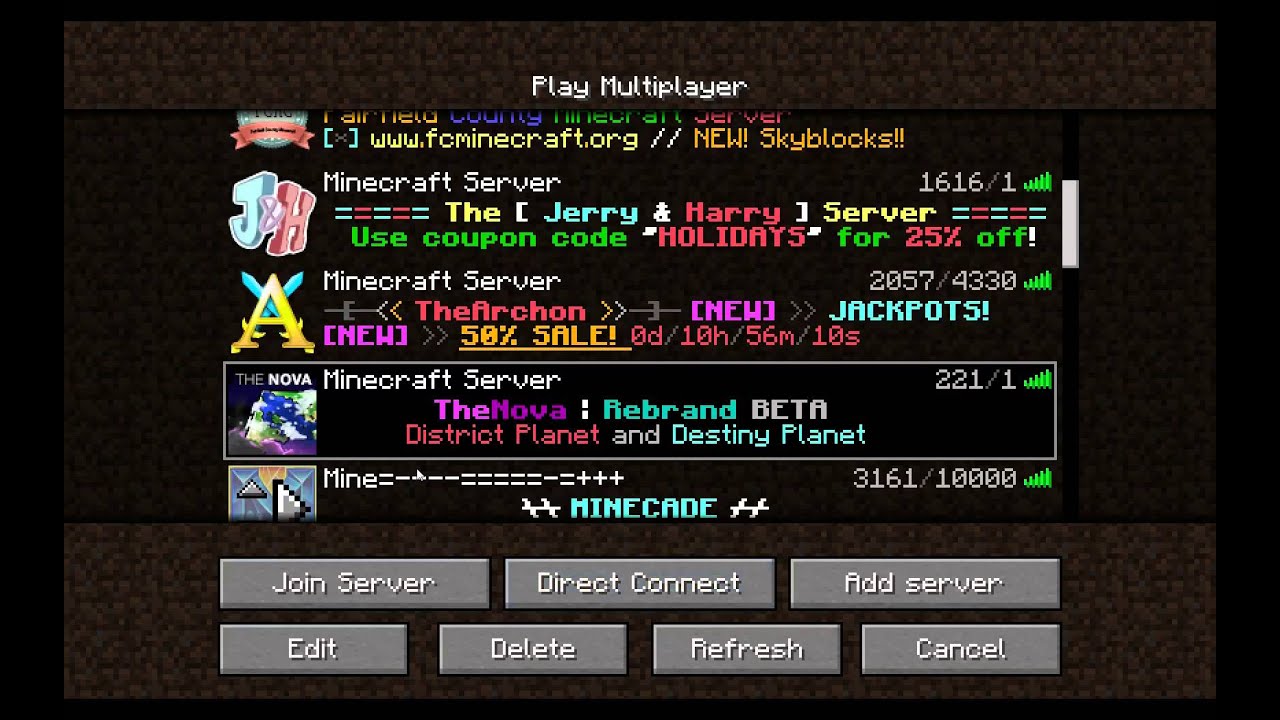 Play Multiplayer
Fairfield County Minecraft Server
[×] www.fcminecraft.org // NEW! Skyblocks!!
J&H
Minecraft Server 1616/1
===== The [ Jerry & Harry ] Server =====
Use coupon code "HOLIDAYS" for 25% off!
A
Minecraft Server 2057/4330
—[—<< TheArchon >>—]— [NEW] >> JACKPOTS!
[NEW] >> 50% SALE! 0d/10h/56m/10s
THE NOVA
Minecraft Server 221/1
TheNova : Rebrand BETA
District Planet and Destiny Planet
Mine=-+--=====-=+++ 3161/10000
MINECADE
Join Server
Direct Connect
Add server
Edit
Delete
Refresh
Cancel